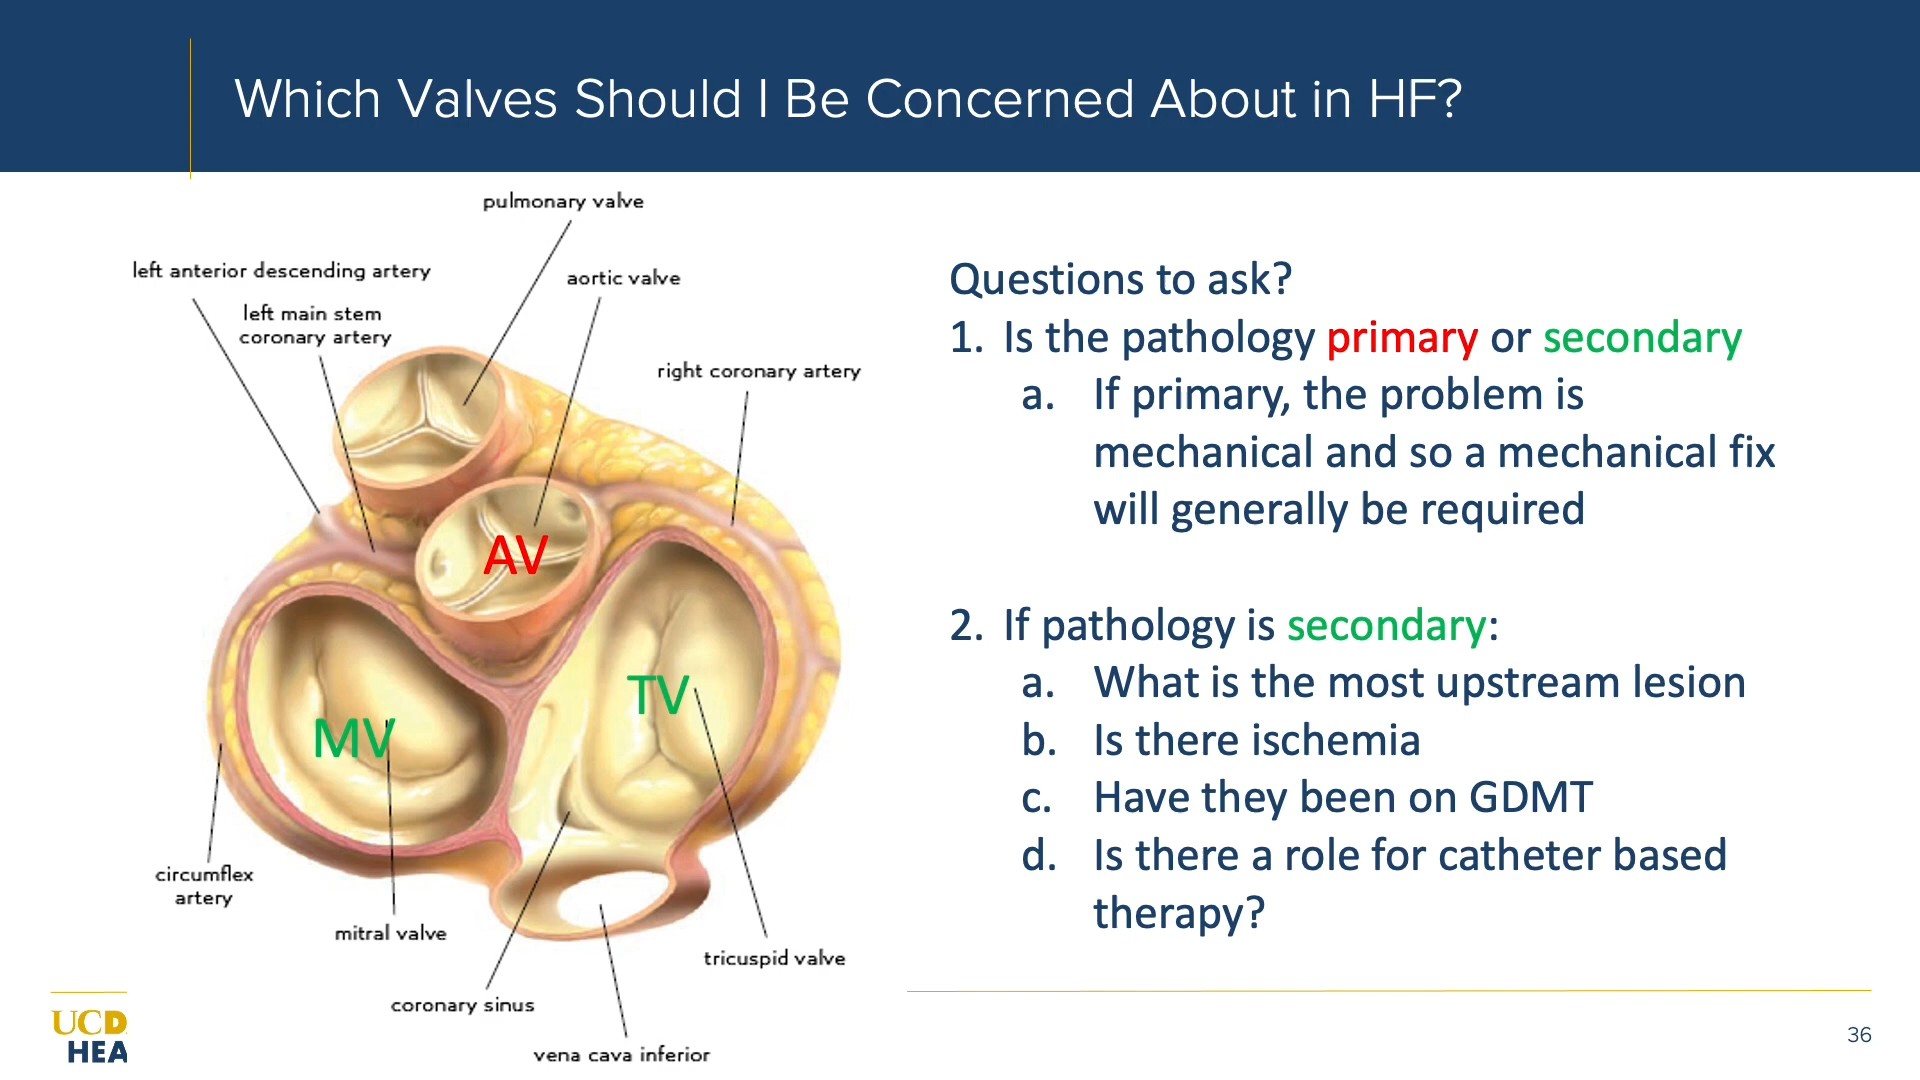 Which Valves Should I Be Concerned About in HF?
pulmonary valve
left anterior descending artery
aortic valve
left main stem
coronary artery
right coronary artery
AV
TV
MV
circumflex
artery
mitral valve
tricuspid valve
coronary sinus
vena cava inferior
Questions to ask?
1. Is the pathology primary or secondary
a. If primary, the problem is
mechanical and so a mechanical fix
will generally be required
2. If pathology is secondary:
a. What is the most upstream lesion
b. Is there ischemia
c. Have they been on GDMT
d. Is there a role for catheter based
therapy?
UCD
HEA
36